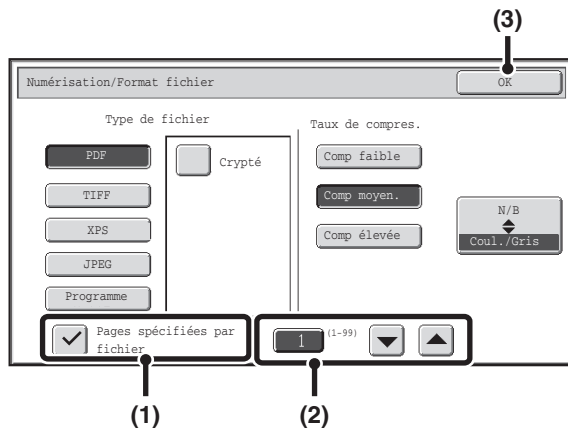 (3)
Numérisation/Format fichier
OK
Type de fichier
Taux de compres.
PDF
Crypté
Comp faible
TIFF
Comp moyen.
N/B
XPS
Comp élevée
Coul./Gris
JPEG
Programme
Pages spécifiées par
fichier
1
(1-99)
(1)
(2)